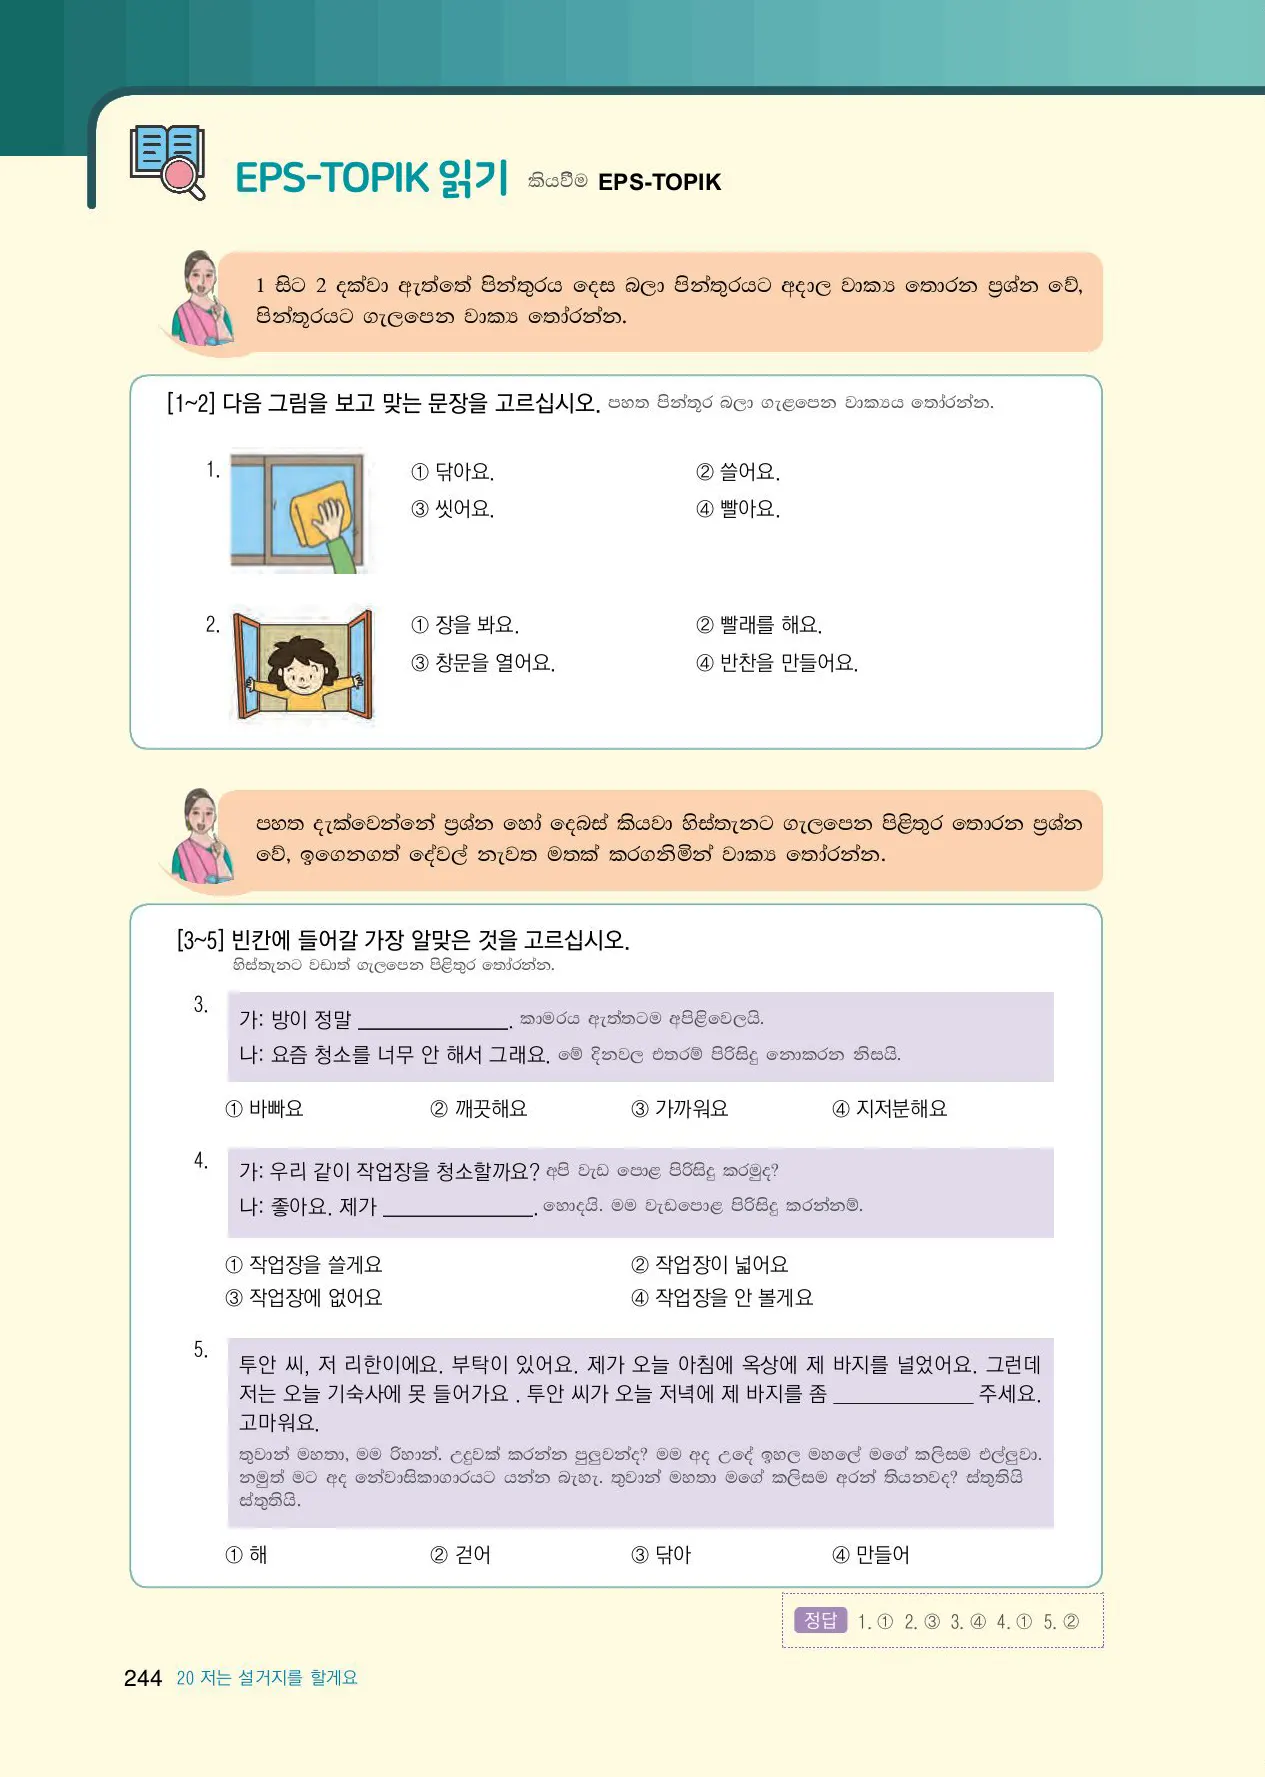 EPS-TOPIK 읽기 කියවීම EPS-TOPIK
1 සිට 2 දක්වා ඇත්තේ පින්තුරය දෙස බලා පින්තුරයට අදාල වාක්‍ය තොරන ප්‍රශ්න වේ,
පින්තූරයට ගැලපෙන වාක්‍ය තෝරන්න.
[1~2] 다음 그림을 보고 맞는 문장을 고르십시오. පහත පින්තූර බලා ගැළපෙන වාක්‍යය තෝරන්න.
1. ① 닦아요. ② 쓸어요.
③ 씻어요. ④ 빨아요.
2. ① 장을 봐요. ② 빨래를 해요.
③ 창문을 열어요. ④ 반찬을 만들어요.
පහත දැක්වෙන්නේ ප්‍රශ්න හෝ දෙබස් කියවා හිස්තැනට ගැලපෙන පිළිතුර තොරන ප්‍රශ්න
වේ, ඉගෙනගත් දේවල් නැවත මතක් කරගනිමින් වාක්‍ය තෝරන්න.
[3~5] 빈칸에 들어갈 가장 알맞은 것을 고르십시오.
හිස්තැනට වඩාත් ගැලපෙන පිළිතුර තෝරන්න.
3. 가: 방이 정말 ______________. කාමරය ඇත්තටම අපිළිවෙලයි.
나: 요즘 청소를 너무 안 해서 그래요. මේ දිනවල එතරම් පිරිසිදු නොකරන නිසයි.
① 바빠요 ② 깨끗해요 ③ 가까워요 ④ 지저분해요
4. 가: 우리 같이 작업장을 청소할까요? අපි වැඩ පොළ පිරිසිදු කරමුද?
나: 좋아요. 제가 ______________. හොදයි. මම වැඩපොළ පිරිසිදු කරන්නම්.
① 작업장을 쓸게요 ② 작업장이 넓어요
③ 작업장에 없어요 ④ 작업장을 안 볼게요
5. 투안 씨, 저 리한이에요. 부탁이 있어요. 제가 오늘 아침에 옥상에 제 바지를 널었어요. 그런데
저는 오늘 기숙사에 못 들어가요 . 투안 씨가 오늘 저녁에 제 바지를 좀 ______________ 주세요.
고마워요.
තුවාන් මහතා, මම රිහාන්. උදුවක් කරන්න පුලුවන්ද? මම අද උදේ ඉහල මහලේ මගේ කලිසම එල්ලුවා.
නමුත් මට අද නේවාසිකාගාරයට යන්න බැහැ. තුවාන් මහතා මගේ කලිසම අරන් තියනවද? ස්තුතියි
ස්තුතියි.
① 해 ② 걷어 ③ 닦아 ④ 만들어
정답 1. ① 2. ③ 3. ④ 4. ① 5. ②
244 20 저는 설거지를 할게요